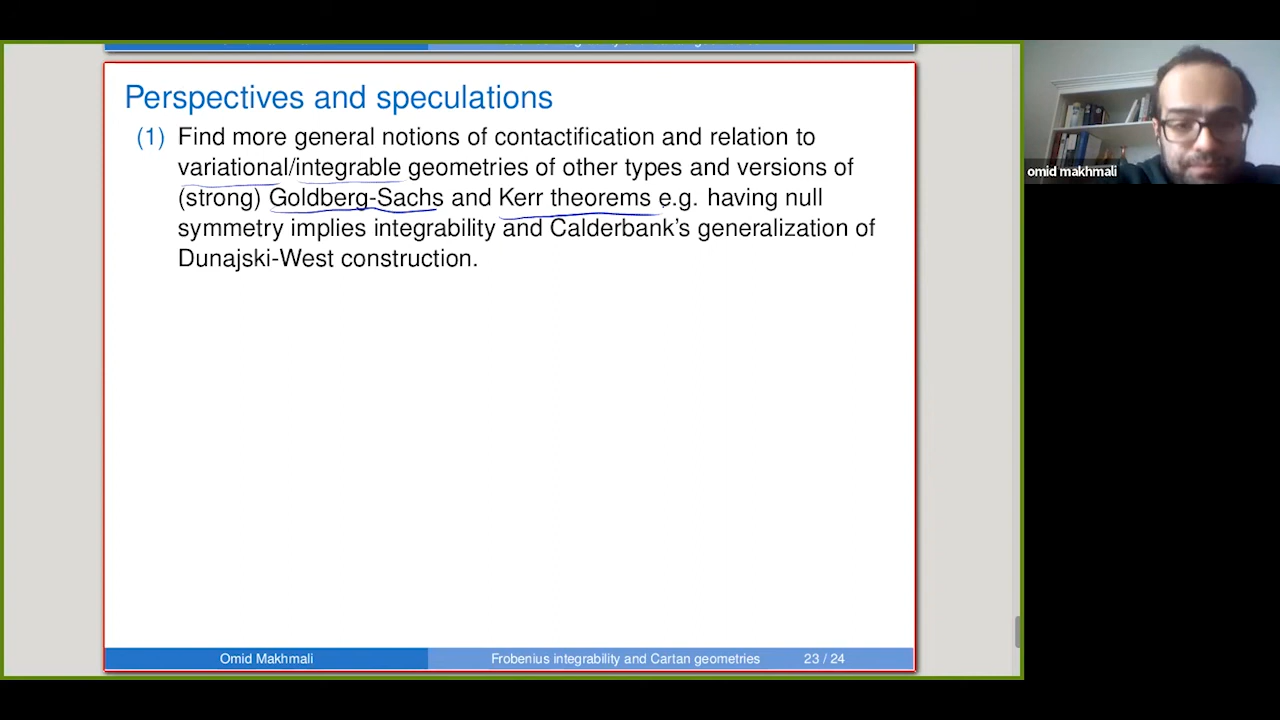 Perspectives and speculations
(1) Find more general notions of contactification and relation to
variational/integrable geometries of other types and versions of
(strong) Goldberg-Sachs and Kerr theorems e.g. having null
symmetry implies integrability and Calderbank's generalization of
Dunajski-West construction.
omid makhmali
Omid Makhmali Frobenius integrability and Cartan geometries 23 / 24